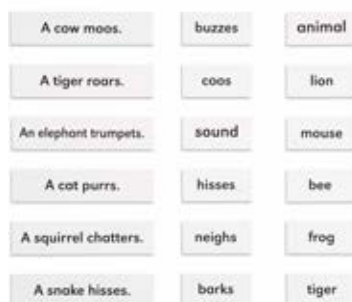 A cow moos. buzzes animal
A tiger roars. coos lion
An elephant trumpets. sound mouse
A cat purrs. hisses bee
A squirrel chatters. neighs frog
A snake hisses. barks tiger